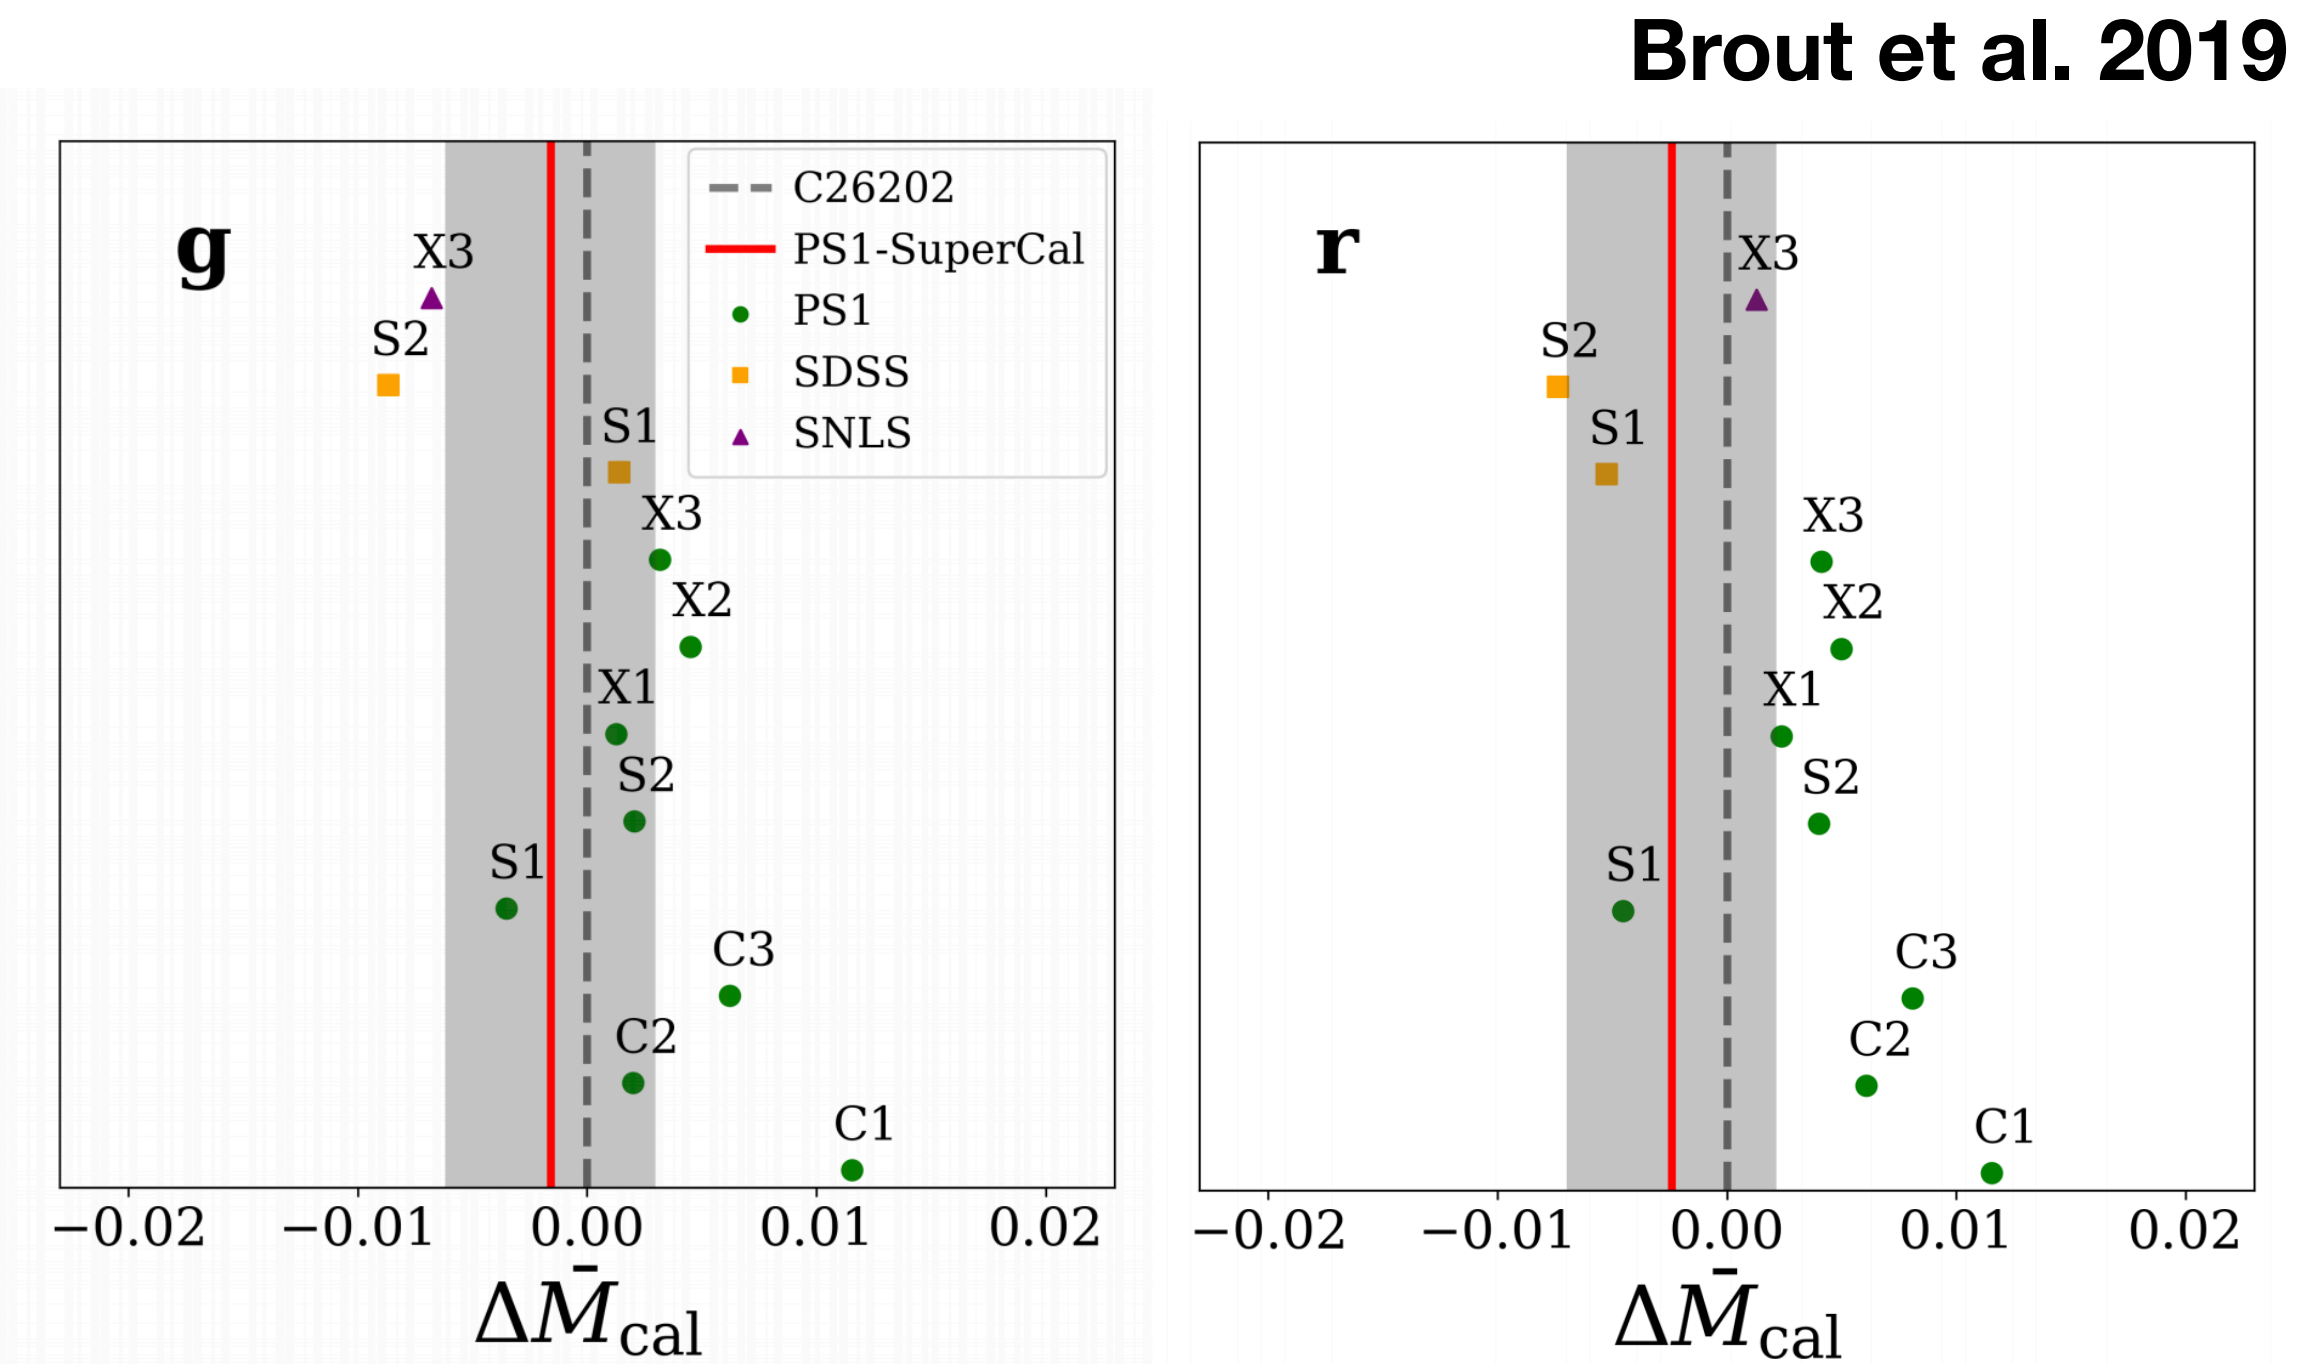 Brout et al. 2019
g
C26202
PS1-SuperCal
PS1
SDSS
SNLS
X3
S2
S1
X3
X2
X1
S2
S1
C3
C2
C1
−0.02 −0.01 0.00 0.01 0.02
ΔM̄cal
r
X3
S2
S1
X3
X2
X1
S2
S1
C3
C2
C1
−0.02 −0.01 0.00 0.01 0.02
ΔM̄cal